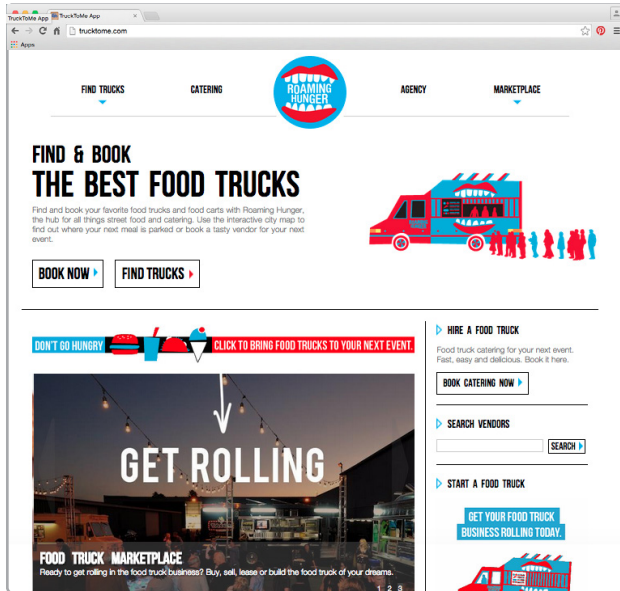 TruckToMe App
TruckToMe App
trucktome.com
Apps
FIND TRUCKS
CATERING
ROAMING
HUNGER
AGENCY
MARKETPLACE
FIND & BOOK
THE BEST FOOD TRUCKS
Find and book your favorite food trucks and food carts with Roaming Hunger,
the hub for all things street food and catering. Use the interactive city map to
find out where your next meal is parked or book a tasty vendor for your next
event.
BOOK NOW
FIND TRUCKS
DON'T GO HUNGRY
CLICK TO BRING FOOD TRUCKS TO YOUR NEXT EVENT.
GET ROLLING
FOOD TRUCK MARKETPLACE
Ready to get rolling in the food truck business? Buy, sell, lease or build the food truck of your dreams.
1 2 3
HIRE A FOOD TRUCK
Food truck catering for your next event.
Fast, easy and delicious. Book it here.
BOOK CATERING NOW
SEARCH VENDORS
SEARCH
START A FOOD TRUCK
GET YOUR FOOD TRUCK
BUSINESS ROLLING TODAY.